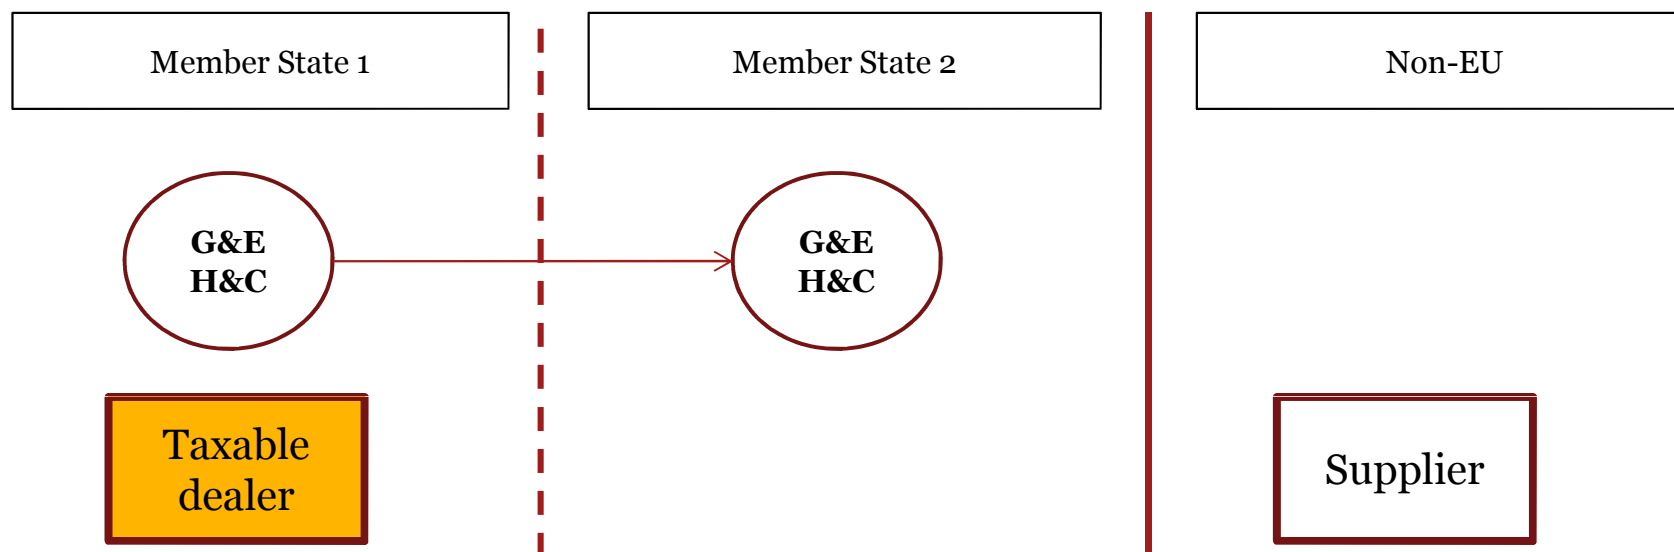 Member State 1
Member State 2
Non-EU
G&E
H&C
G&E
H&C
Taxable
dealer
Supplier